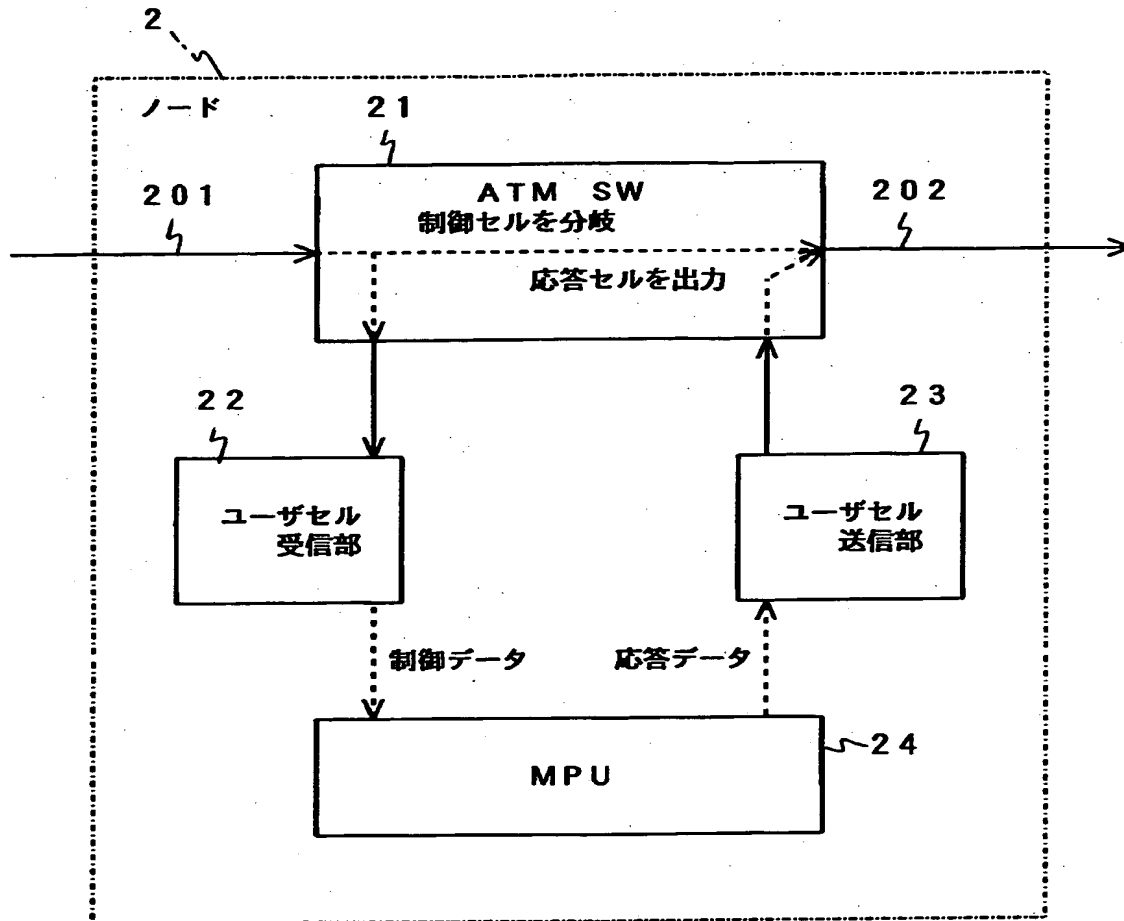 2
ノード
21
201
ATM SW
制御セルを分岐
202
応答セルを出力
22
23
ユーザセル
受信部
ユーザセル
送信部
制御データ
応答データ
24
MPU